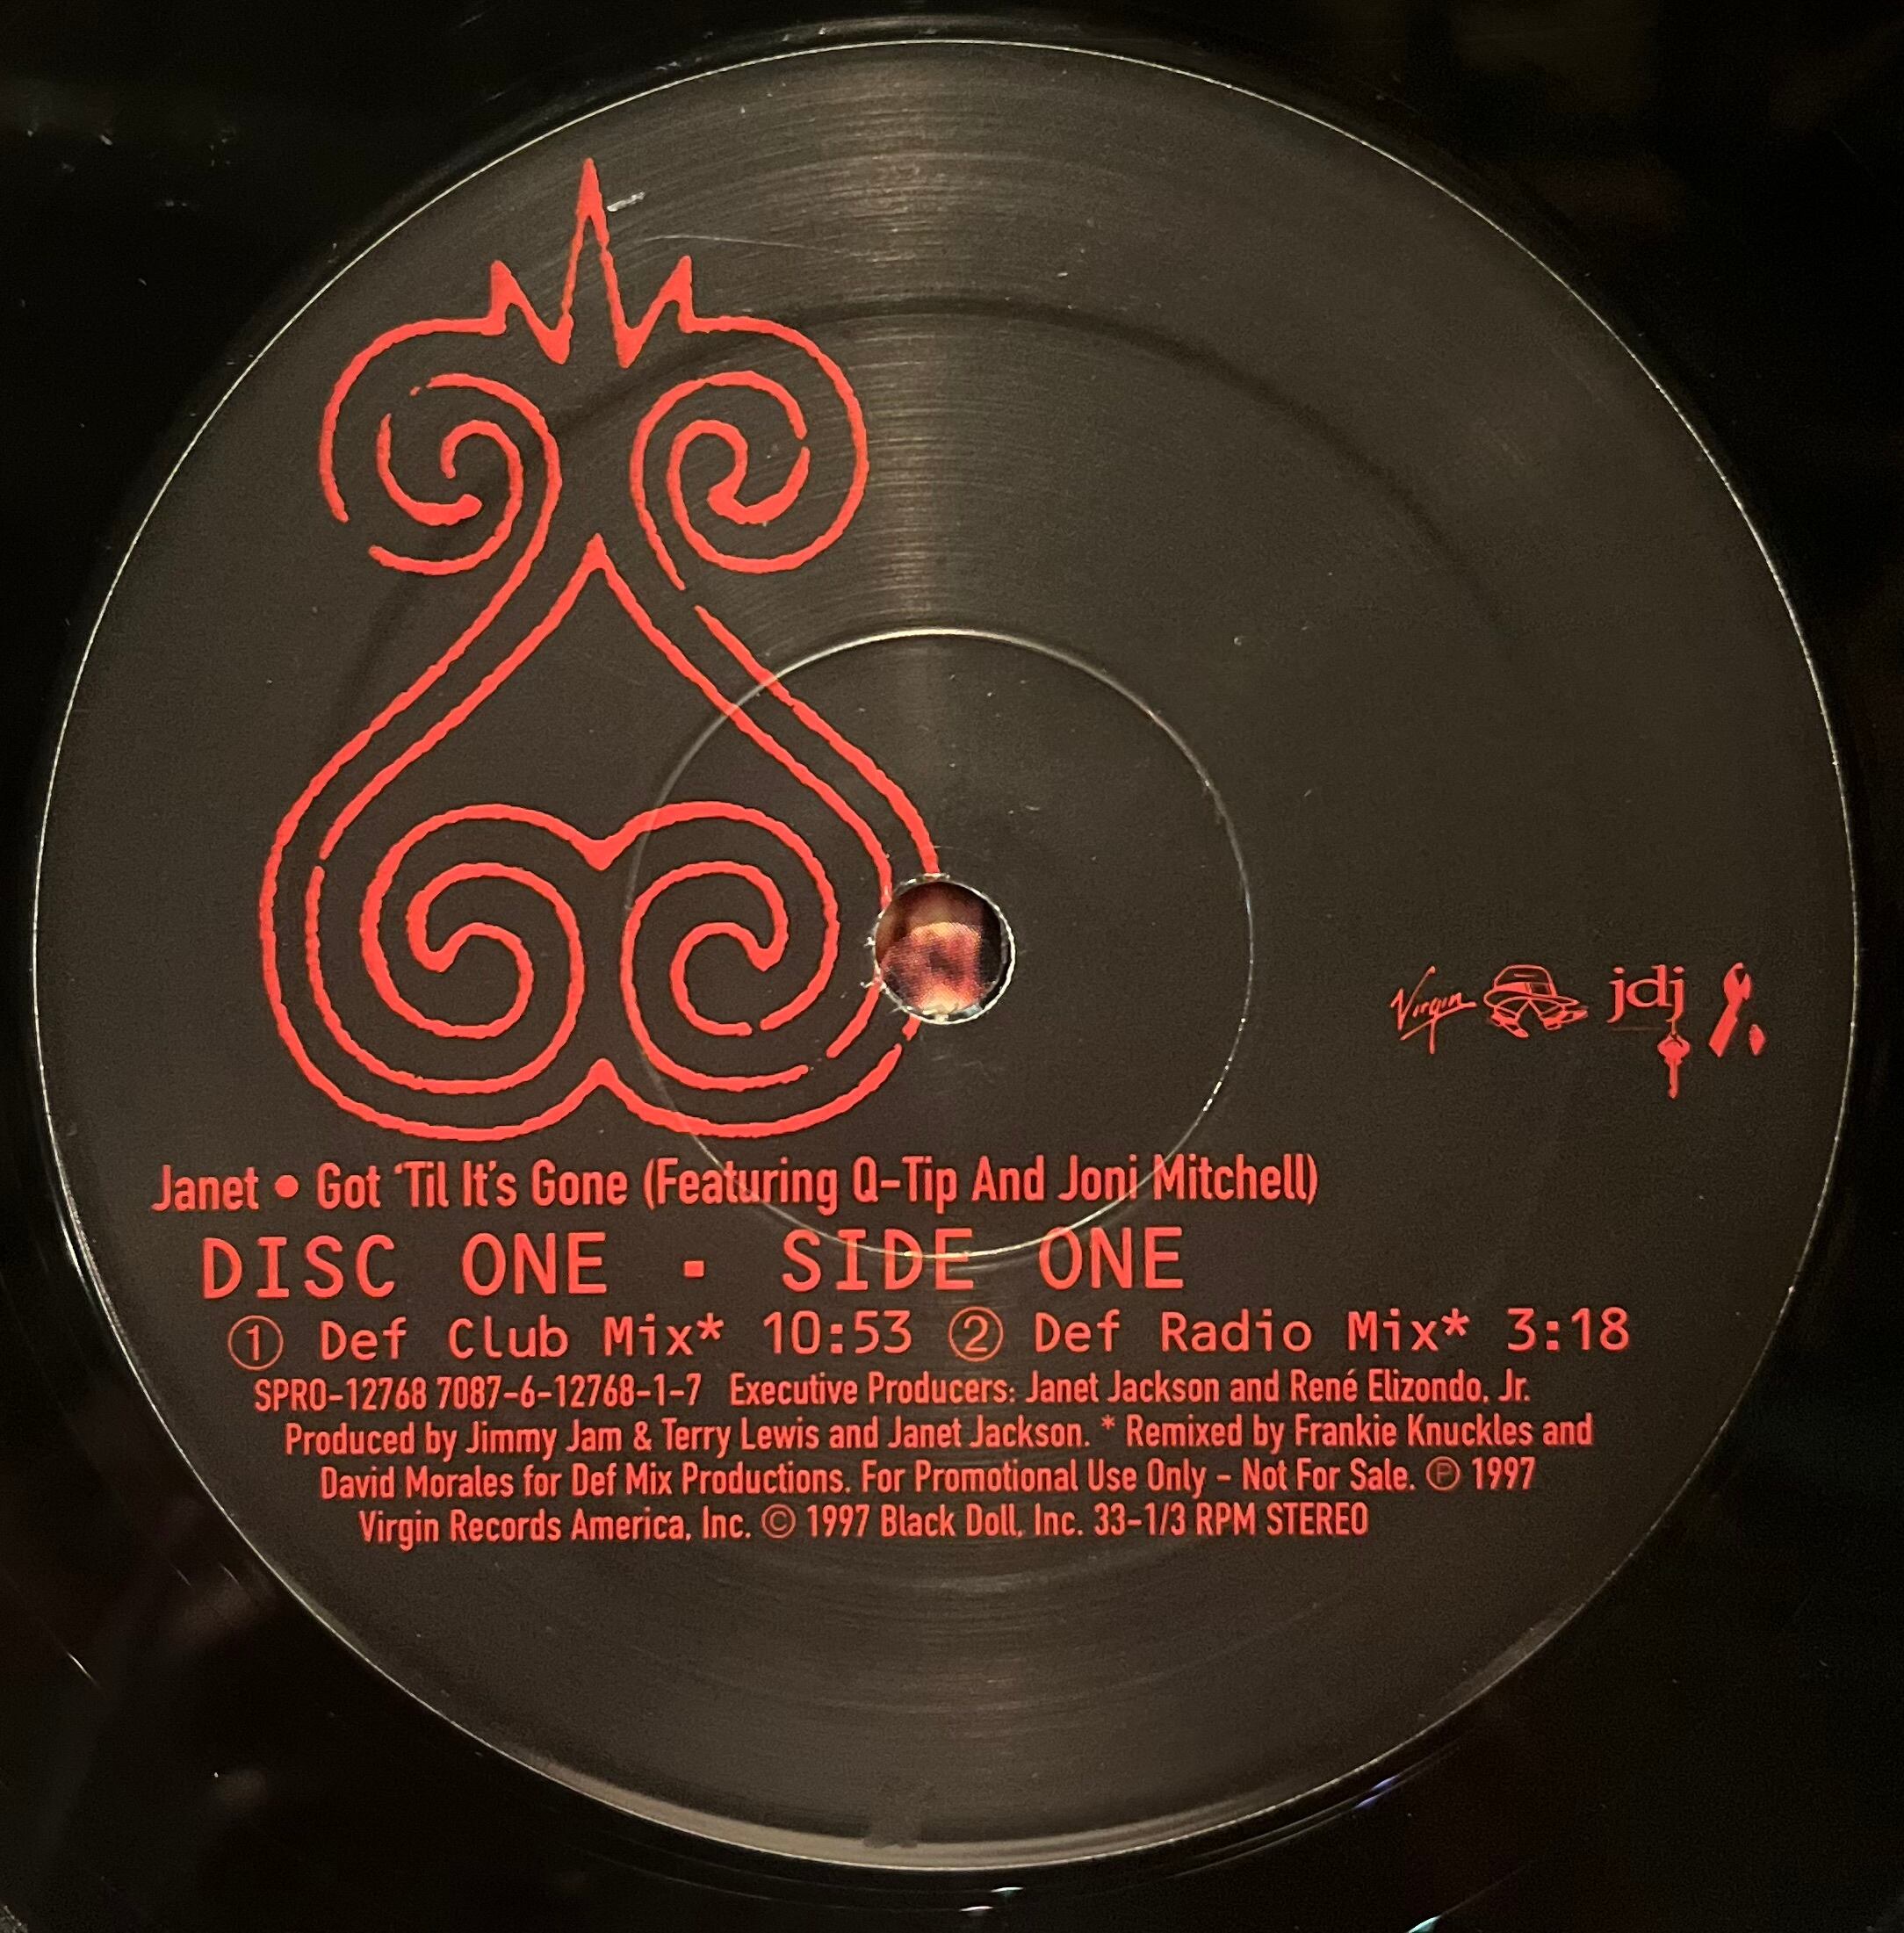 Virgin jdj
Janet • Got ‘Til It’s Gone (Featuring Q-Tip And Joni Mitchell)
DISC ONE - SIDE ONE
① Def Club Mix* 10:53 ② Def Radio Mix* 3:18
SPRO-12768 7087-6-12768-1-7 Executive Producers: Janet Jackson and René Elizondo, Jr.
Produced by Jimmy Jam & Terry Lewis and Janet Jackson. * Remixed by Frankie Knuckles and
David Morales for Def Mix Productions. For Promotional Use Only - Not For Sale. ℗ 1997
Virgin Records America, Inc. © 1997 Black Doll, Inc. 33-1/3 RPM STEREO